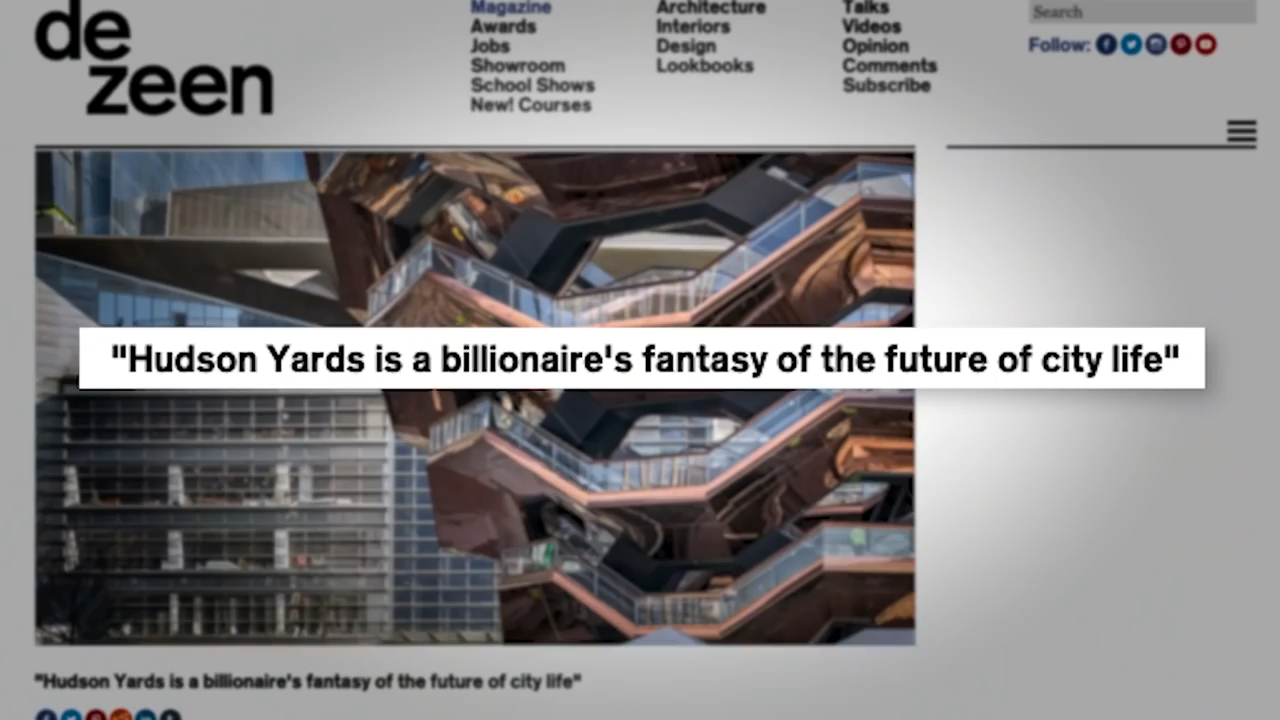 de
zeen
Magazine
Awards
Jobs
Showroom
School Shows
New! Courses
Architecture
Interiors
Design
Lookbooks
Talks
Videos
Opinion
Comments
Subscribe
Search
Follow:
"Hudson Yards is a billionaire's fantasy of the future of city life"
"Hudson Yards is a billionaire's fantasy of the future of city life"